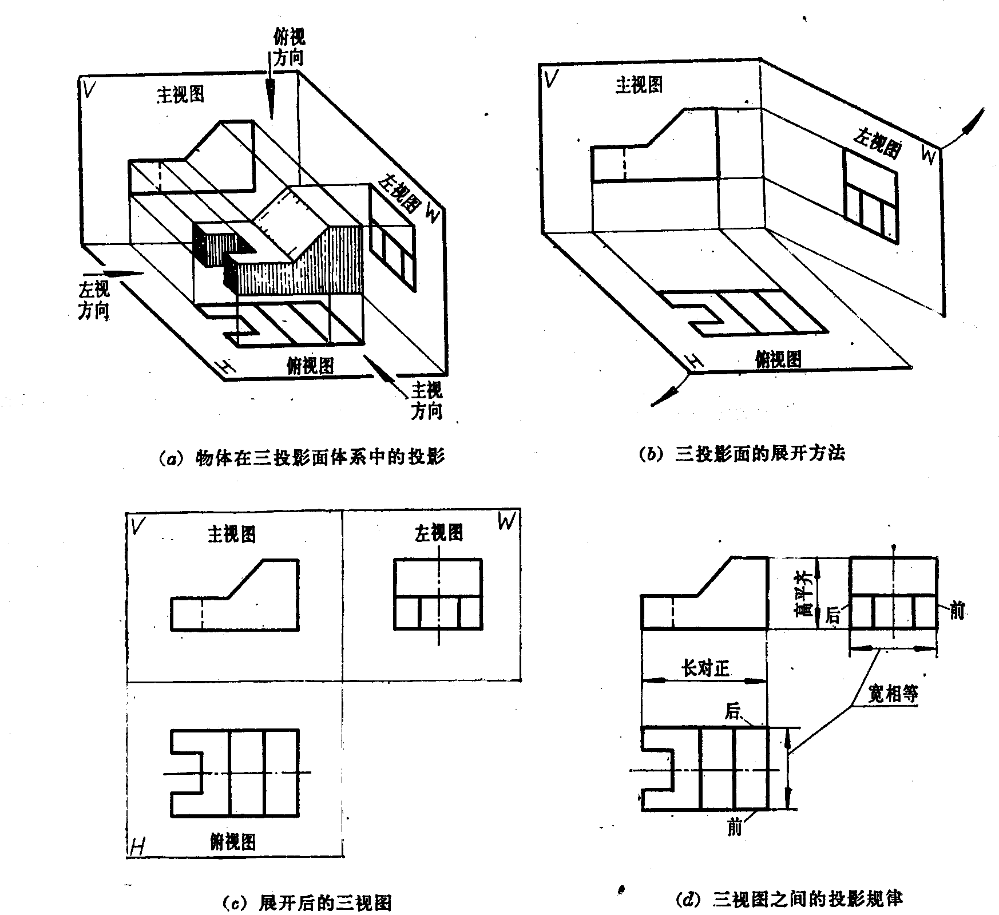 俯视
方向
V
主视图
左视图
W
左视
方向
H
俯视图
主视
方向
(a) 物体在三投影面体系中的投影
V
主视图
左视图
W
H
俯视图
(b) 三投影面的展开方法
V
主视图
左视图
W
H
俯视图
(c) 展开后的三视图
高平齐
后
前
长对正
宽相等
后
前
(d) 三视图之间的投影规律